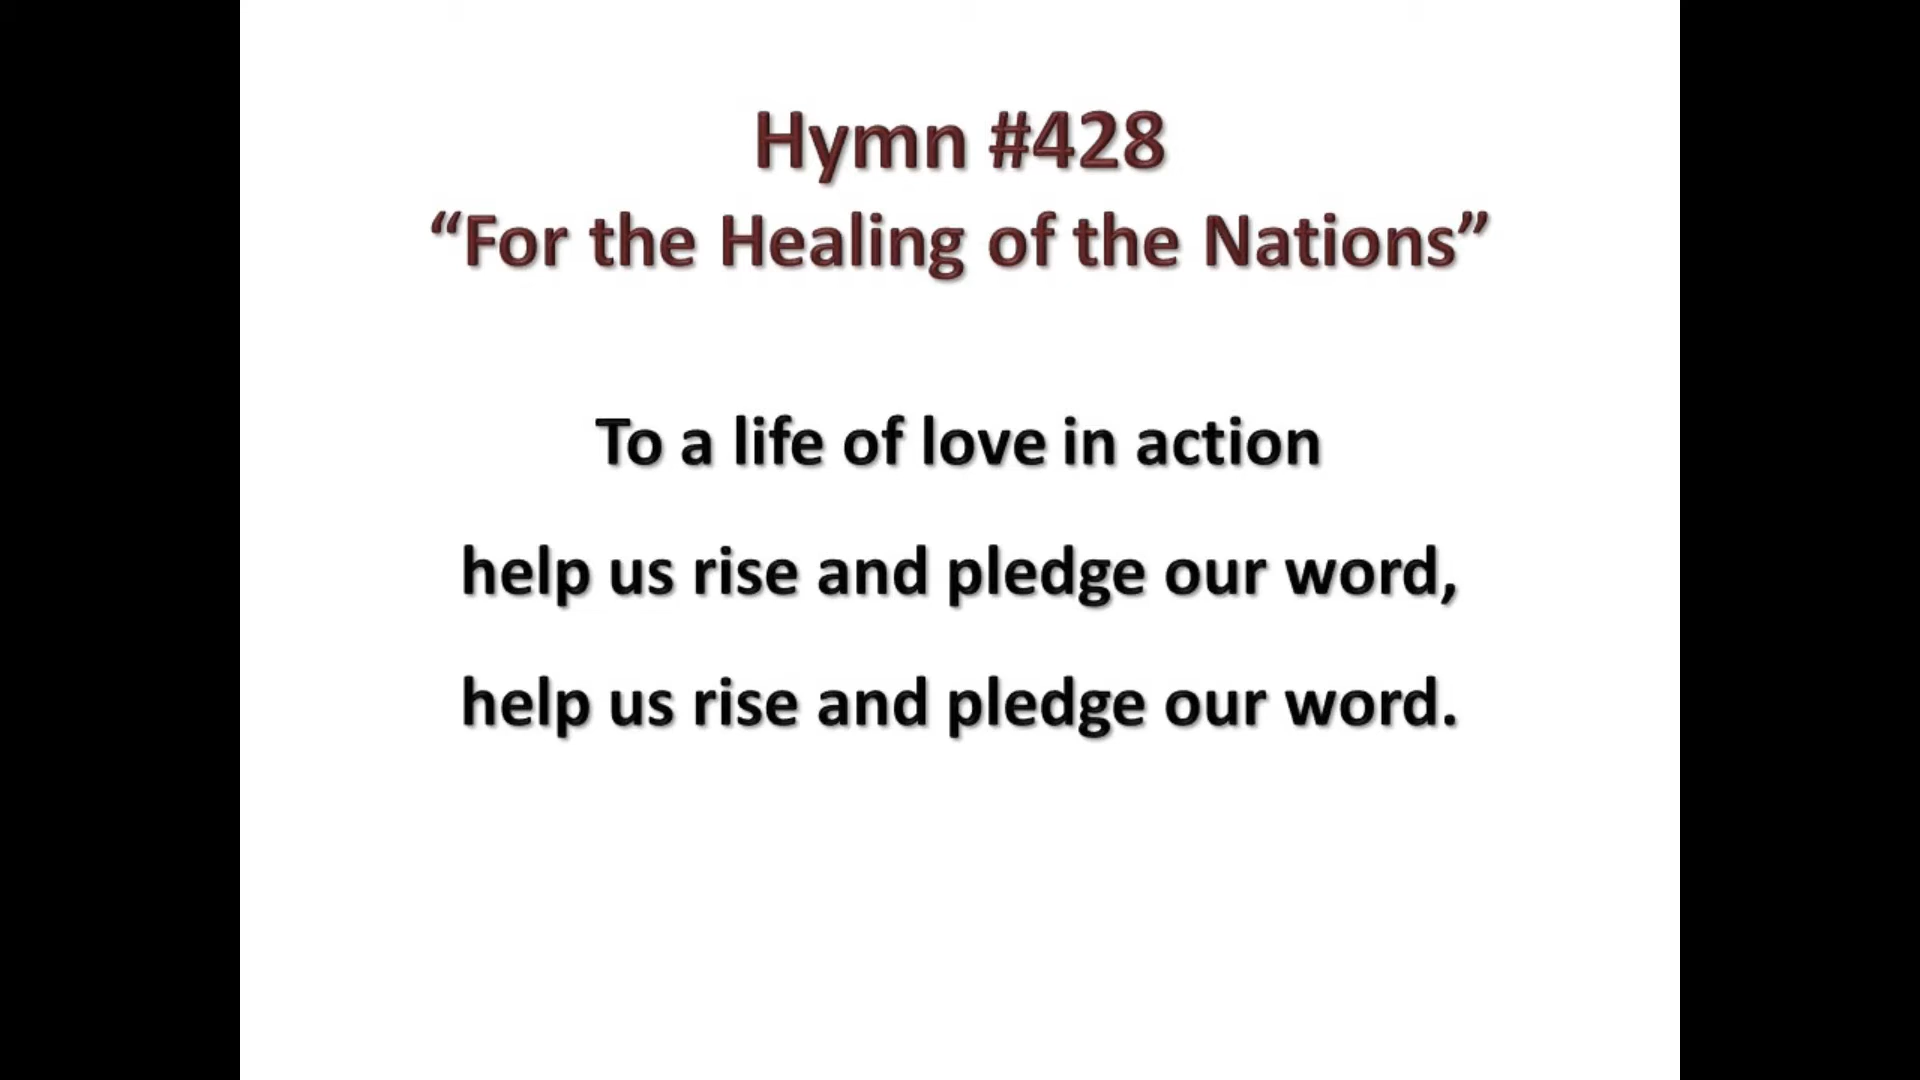 Hymn #428
“For the Healing of the Nations”
To a life of love in action
help us rise and pledge our word,
help us rise and pledge our word.